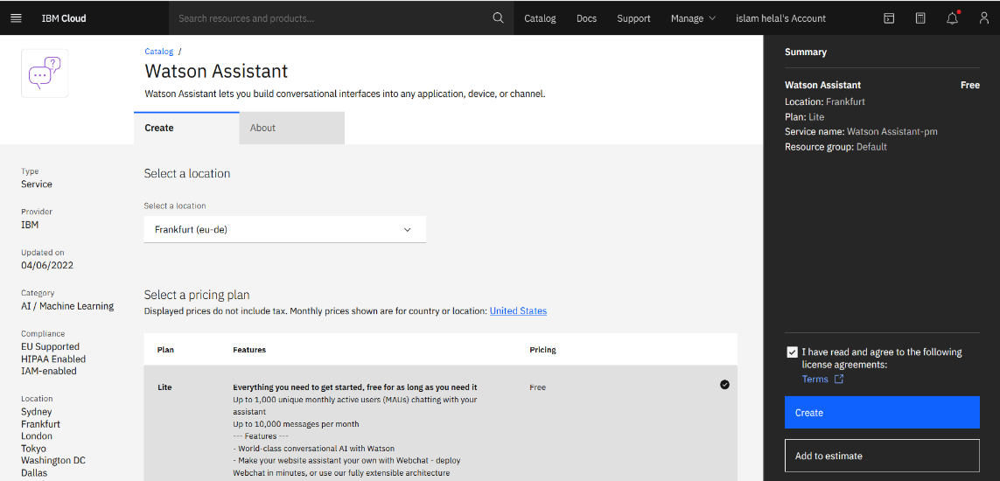 IBM Cloud
Search resources and products...
Catalog
Docs
Support
Manage
islam helal's Account
Catalog /
Watson Assistant
Watson Assistant lets you build conversational interfaces into any application, device, or channel.
Create
About
Type
Service
Provider
IBM
Updated on
04/06/2022
Category
AI / Machine Learning
Compliance
EU Supported
HIPAA Enabled
IAM-enabled
Location
Sydney
Frankfurt
London
Tokyo
Washington DC
Dallas
Select a location
Select a location
Frankfurt (eu-de)
Select a pricing plan
Displayed prices do not include tax. Monthly prices shown are for country or location: United States
Plan Features Pricing
Lite Everything you need to get started, free for as long as you need it Free
Up to 1,000 unique monthly active users (MAUs) chatting with your
assistant
Up to 10,000 messages per month
--- Features ---
- World-class conversational AI with Watson
- Make your website assistant your own with Webchat - deploy
Webchat in minutes, or use our fully extensible architecture
Summary
Watson Assistant Free
Location: Frankfurt
Plan: Lite
Service name: Watson Assistant-pm
Resource group: Default
I have read and agree to the following
license agreements:
Terms
Create
Add to estimate